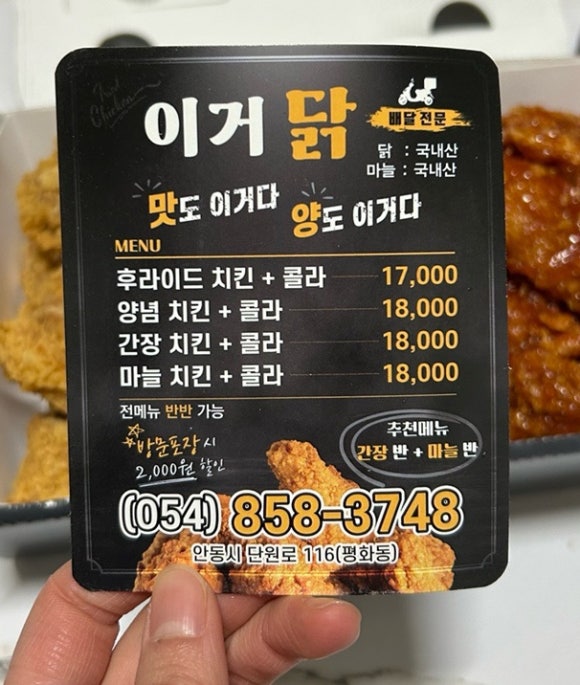 Just
Chicken
이거 닭
배달 전문
닭 : 국내산
마늘 : 국내산
맛도 이거다
양도 이거다
MENU
후라이드 치킨 + 콜라 17,000
양념 치킨 + 콜라 18,000
간장 치킨 + 콜라 18,000
마늘 치킨 + 콜라 18,000
전메뉴 반반 가능
방문포장 시
2,000원 할인
추천메뉴
간장 반 + 마늘 반
(054) 858-3748
안동시 단원로 116(평화동)